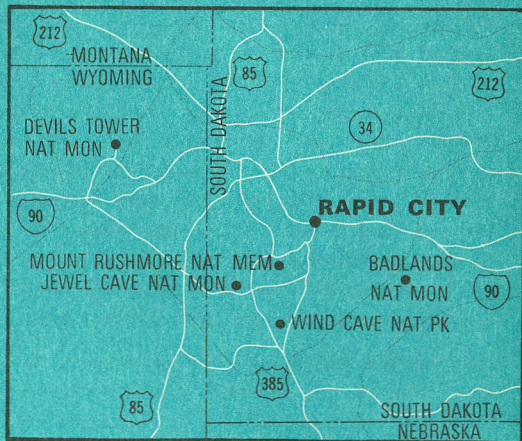 212
MONTANA
WYOMING
85
212
DEVILS TOWER
NAT MON
SOUTH DAKOTA
34
90
RAPID CITY
MOUNT RUSHMORE NAT MEM
JEWEL CAVE NAT MON
BADLANDS
NAT MON
90
WIND CAVE NAT PK
385
85
SOUTH DAKOTA
NEBRASKA